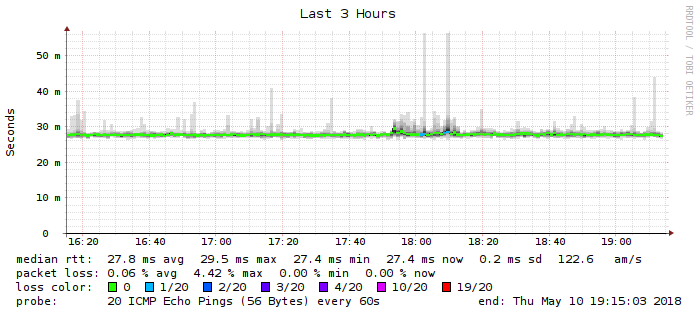 Last 3 Hours
RRDTOOL / TOBI OETIKER
Seconds
50 m
40 m
30 m
20 m
10 m
0
16:20 16:40 17:00 17:20 17:40 18:00 18:20 18:40 19:00
median rtt: 27.8 ms avg 29.5 ms max 27.4 ms min 27.4 ms now 0.2 ms sd 122.6 am/s
packet loss: 0.06 % avg 4.42 % max 0.00 % min 0.00 % now
loss color: 0 1/20 2/20 3/20 4/20 10/20 19/20
probe: 20 ICMP Echo Pings (56 Bytes) every 60s end: Thu May 10 19:15:03 2018